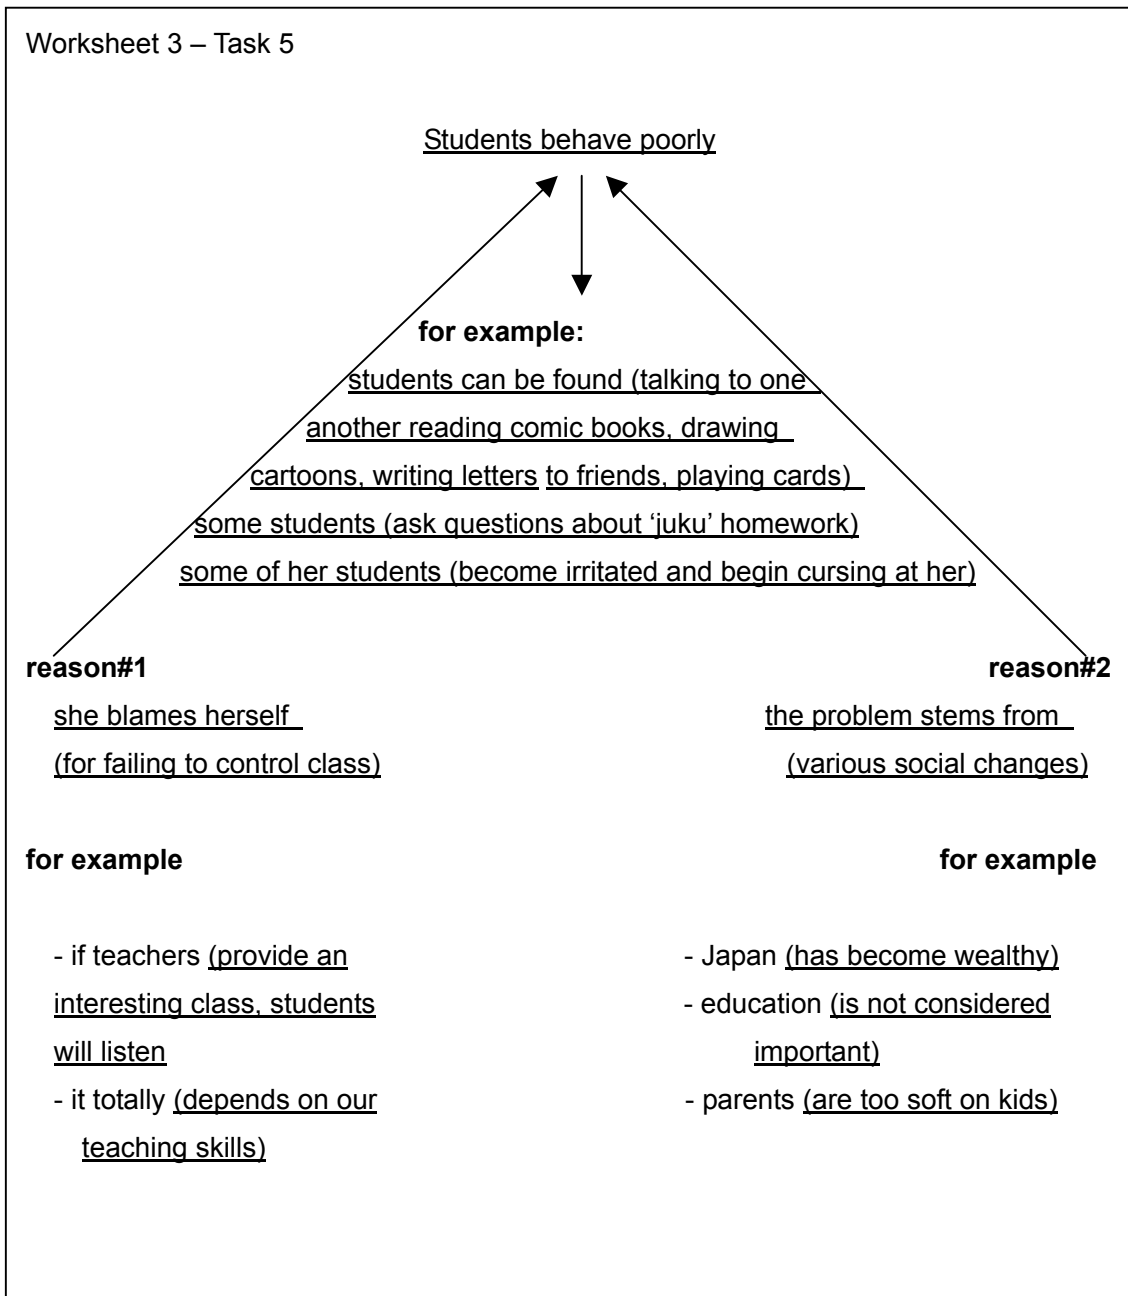 Worksheet 3 – Task 5
Students behave poorly
for example:
students can be found (talking to one
another reading comic books, drawing
cartoons, writing letters to friends, playing cards)
some students (ask questions about ‘juku’ homework)
some of her students (become irritated and begin cursing at her)
reason#1
she blames herself
(for failing to control class)
for example
- if teachers (provide an
interesting class, students
will listen
- it totally (depends on our
teaching skills)
reason#2
the problem stems from
(various social changes)
for example
- Japan (has become wealthy)
- education (is not considered
important)
- parents (are too soft on kids)